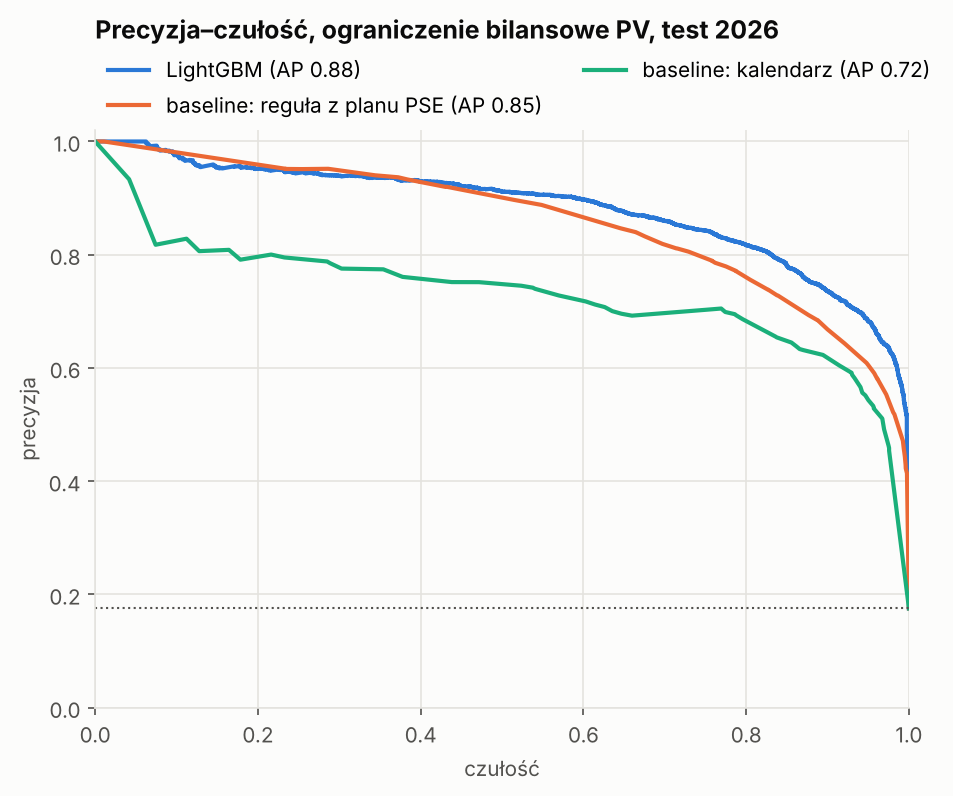 Precyzja–czułość, ograniczenie bilansowe PV, test 2026
LightGBM (AP 0.88)
baseline: kalendarz (AP 0.72)
baseline: reguła z planu PSE (AP 0.85)
1.0
0.8
0.6
0.4
0.2
0.0
precyzja
0.0 0.2 0.4 0.6 0.8 1.0
czułość